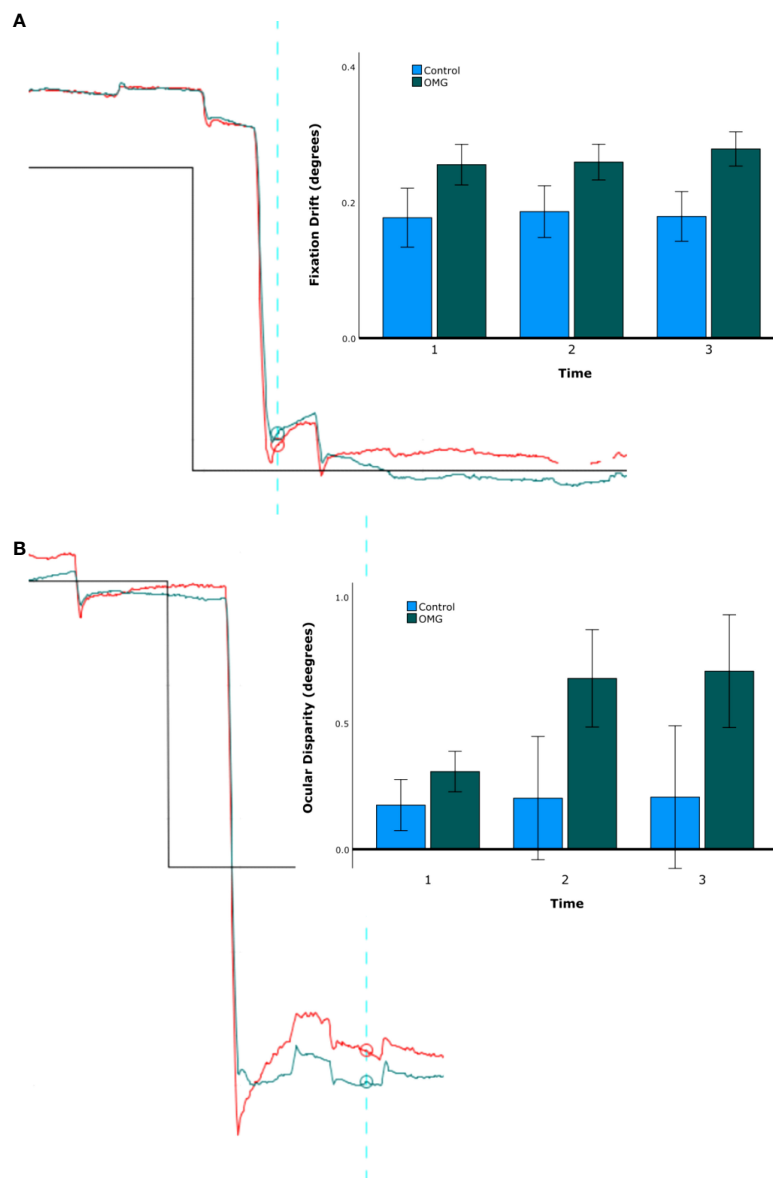 A
0.4
Control
OMG
Fixation Drift (degrees)
0.2
0.0
1 2 3
Time
B
1.0
Control
OMG
Ocular Disparity (deegrees)
0.5
0.0
1 2 3
Time